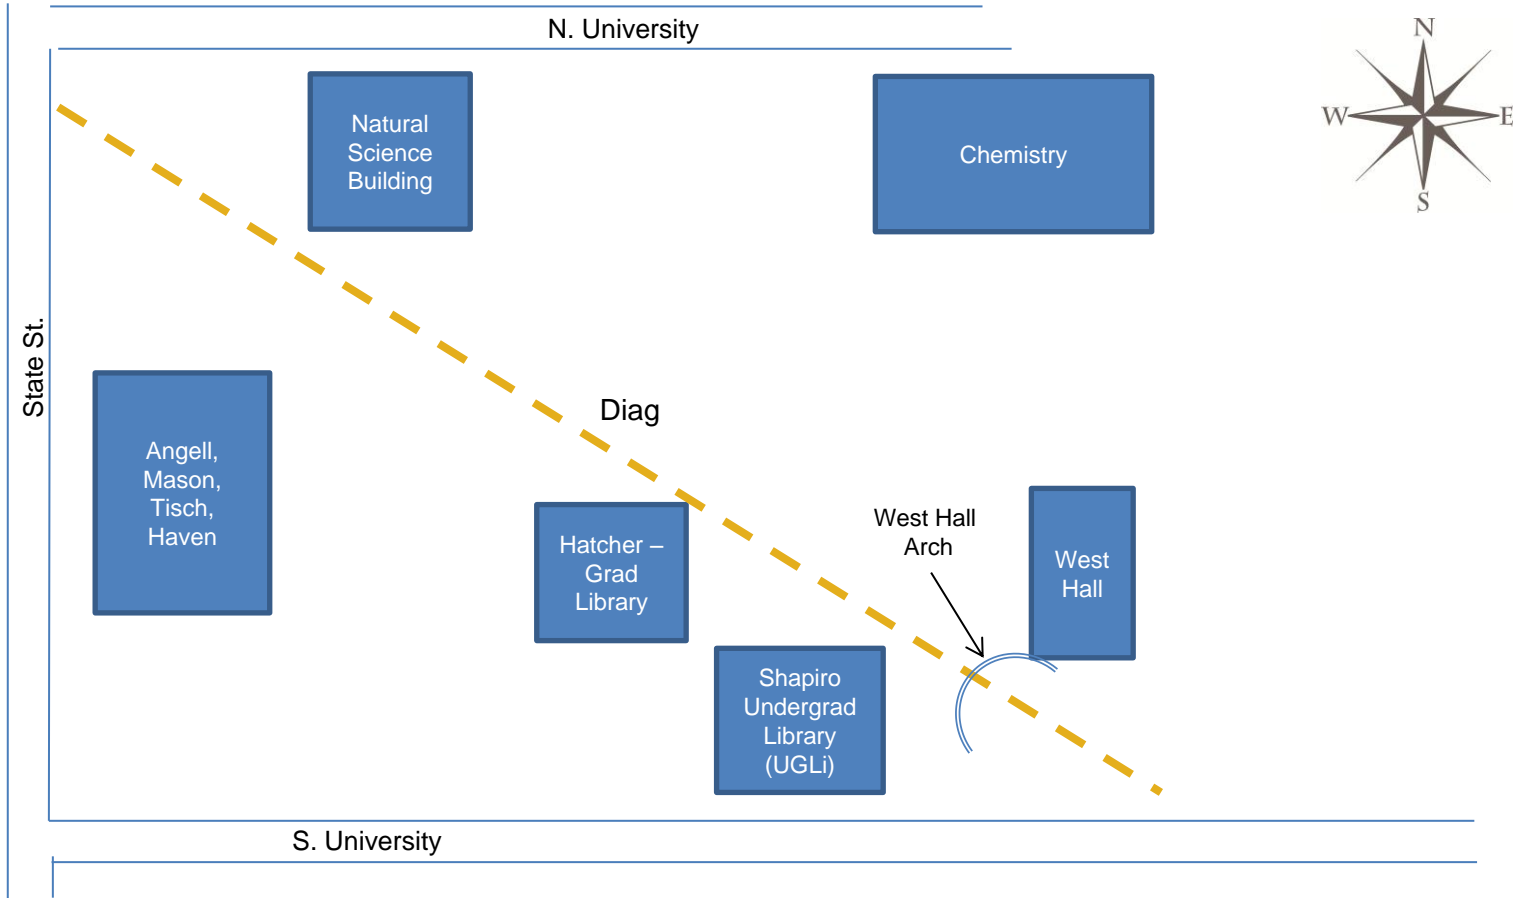 N. University
N
W
E
S
Natural
Science
Building
Chemistry
State St.
Diag
Angell,
Mason,
Tisch,
Haven
Hatcher –
Grad
Library
West Hall
Arch
West
Hall
Shapiro
Undergrad
Library
(UGLi)
S. University